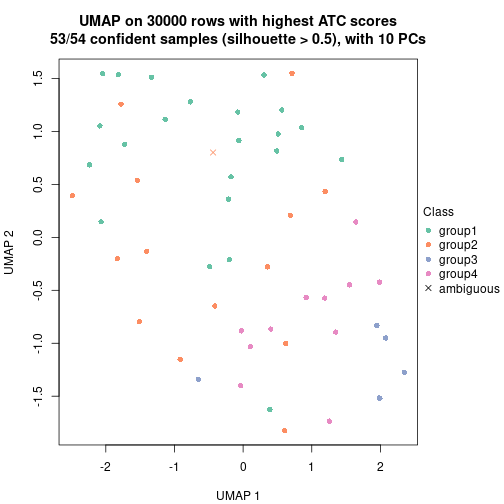 UMAP on 30000 rows with highest ATC scores
53/54 confident samples (silhouette > 0.5), with 10 PCs
1.5
1.0
0.5
0.0
-0.5
-1.0
-1.5
UMAP 2
-2
-1
0
1
2
UMAP 1
Class
group1
group2
group3
group4
ambiguous